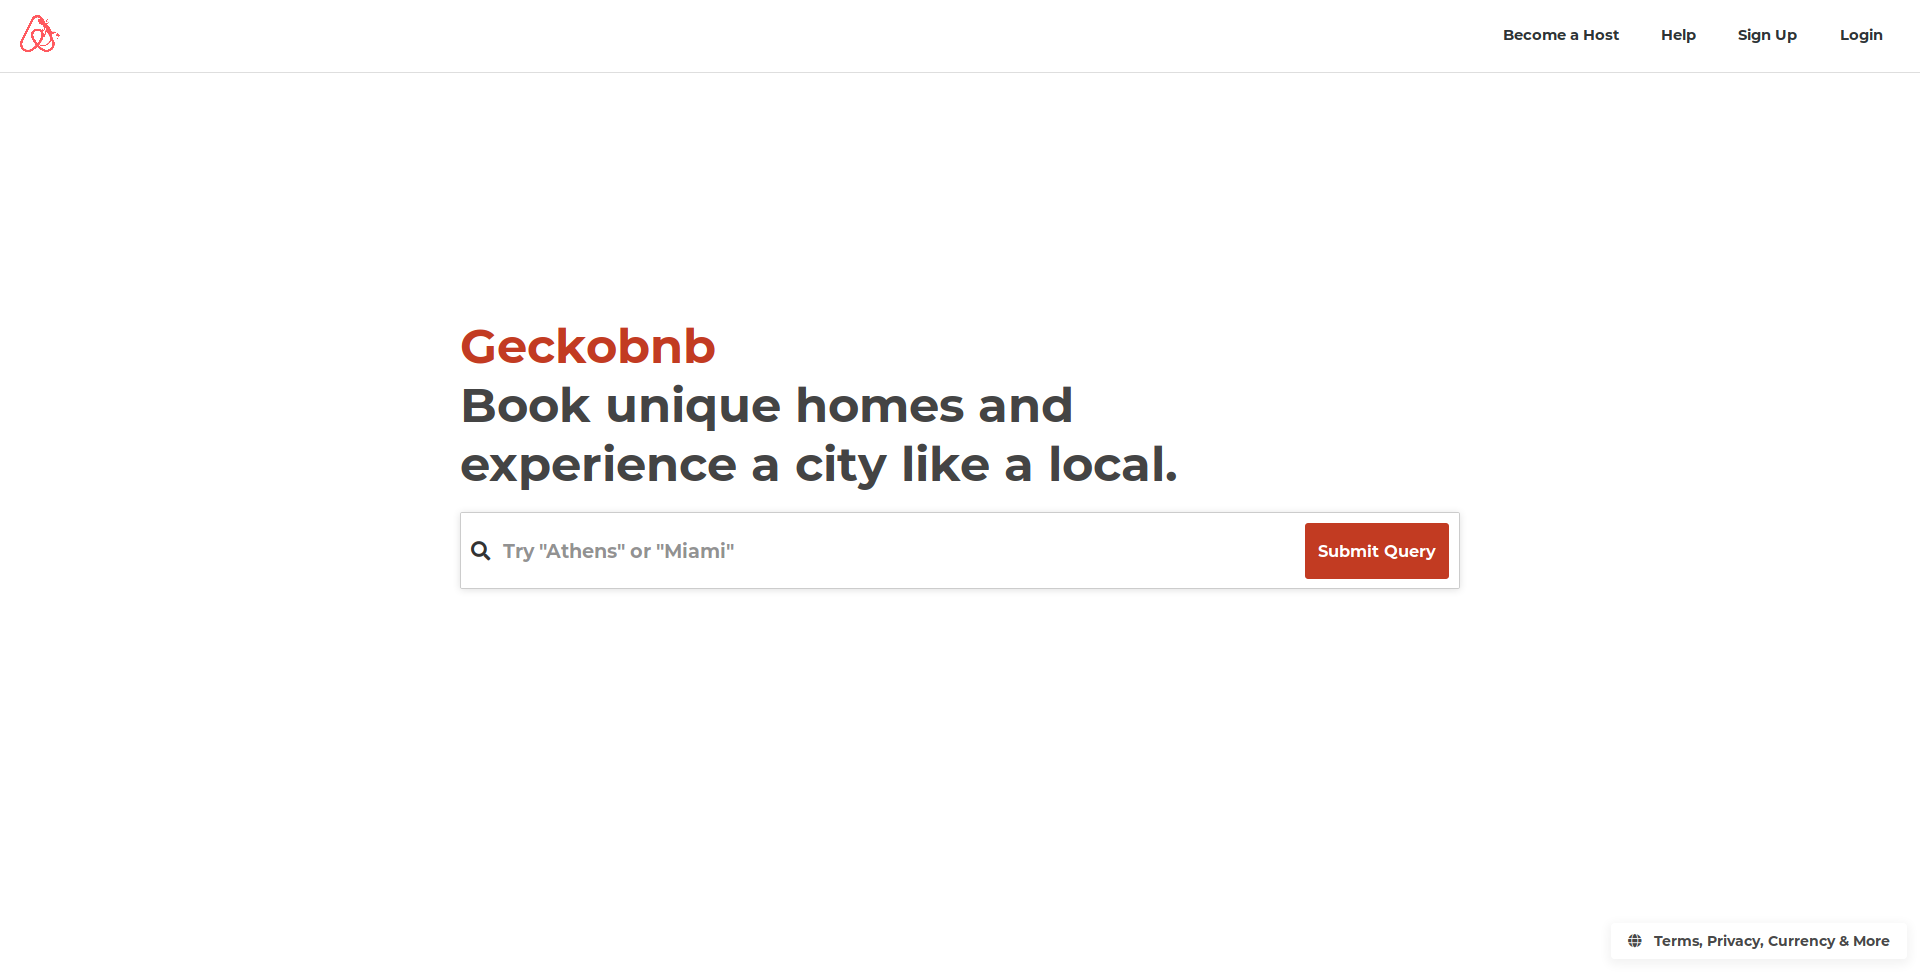 Become a Host
Help
Sign Up
Login
Geckobnb
Book unique homes and
experience a city like a local.
Try "Athens" or "Miami"
Submit Query
Terms, Privacy, Currency & More